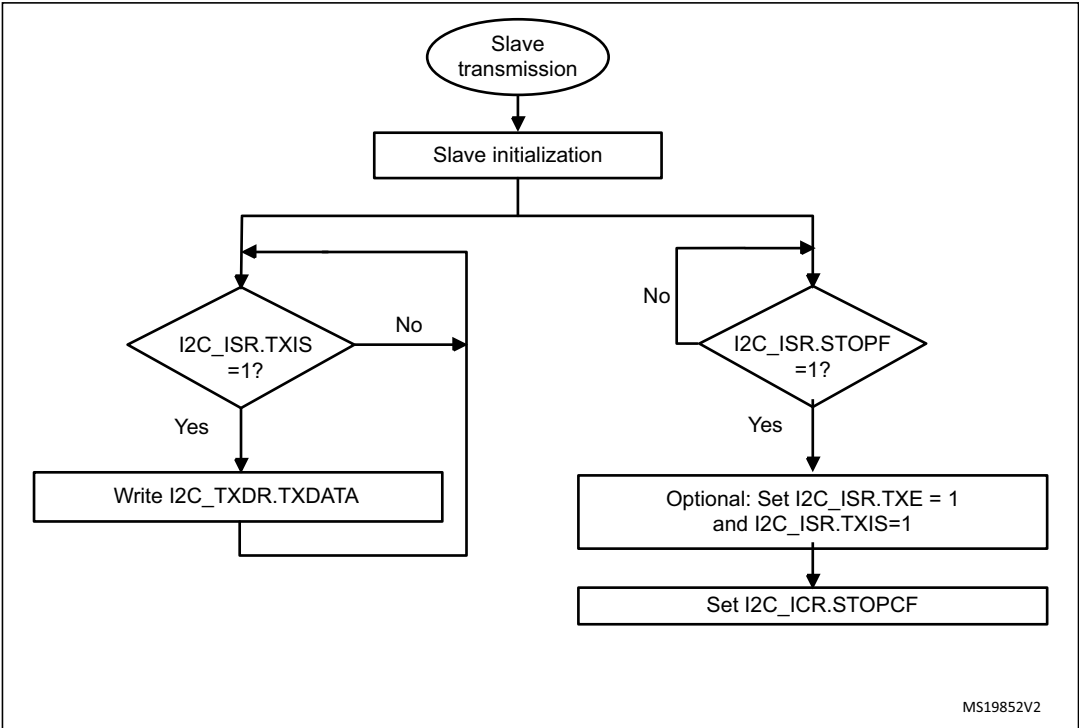 Slave
transmission
Slave initialization
I2C_ISR.TXIS
=1?
No
Yes
Write I2C_TXDR.TXDATA
No
I2C_ISR.STOPF
=1?
Yes
Optional: Set I2C_ISR.TXE = 1
and I2C_ISR.TXIS=1
Set I2C_ICR.STOPCF
MS19852V2